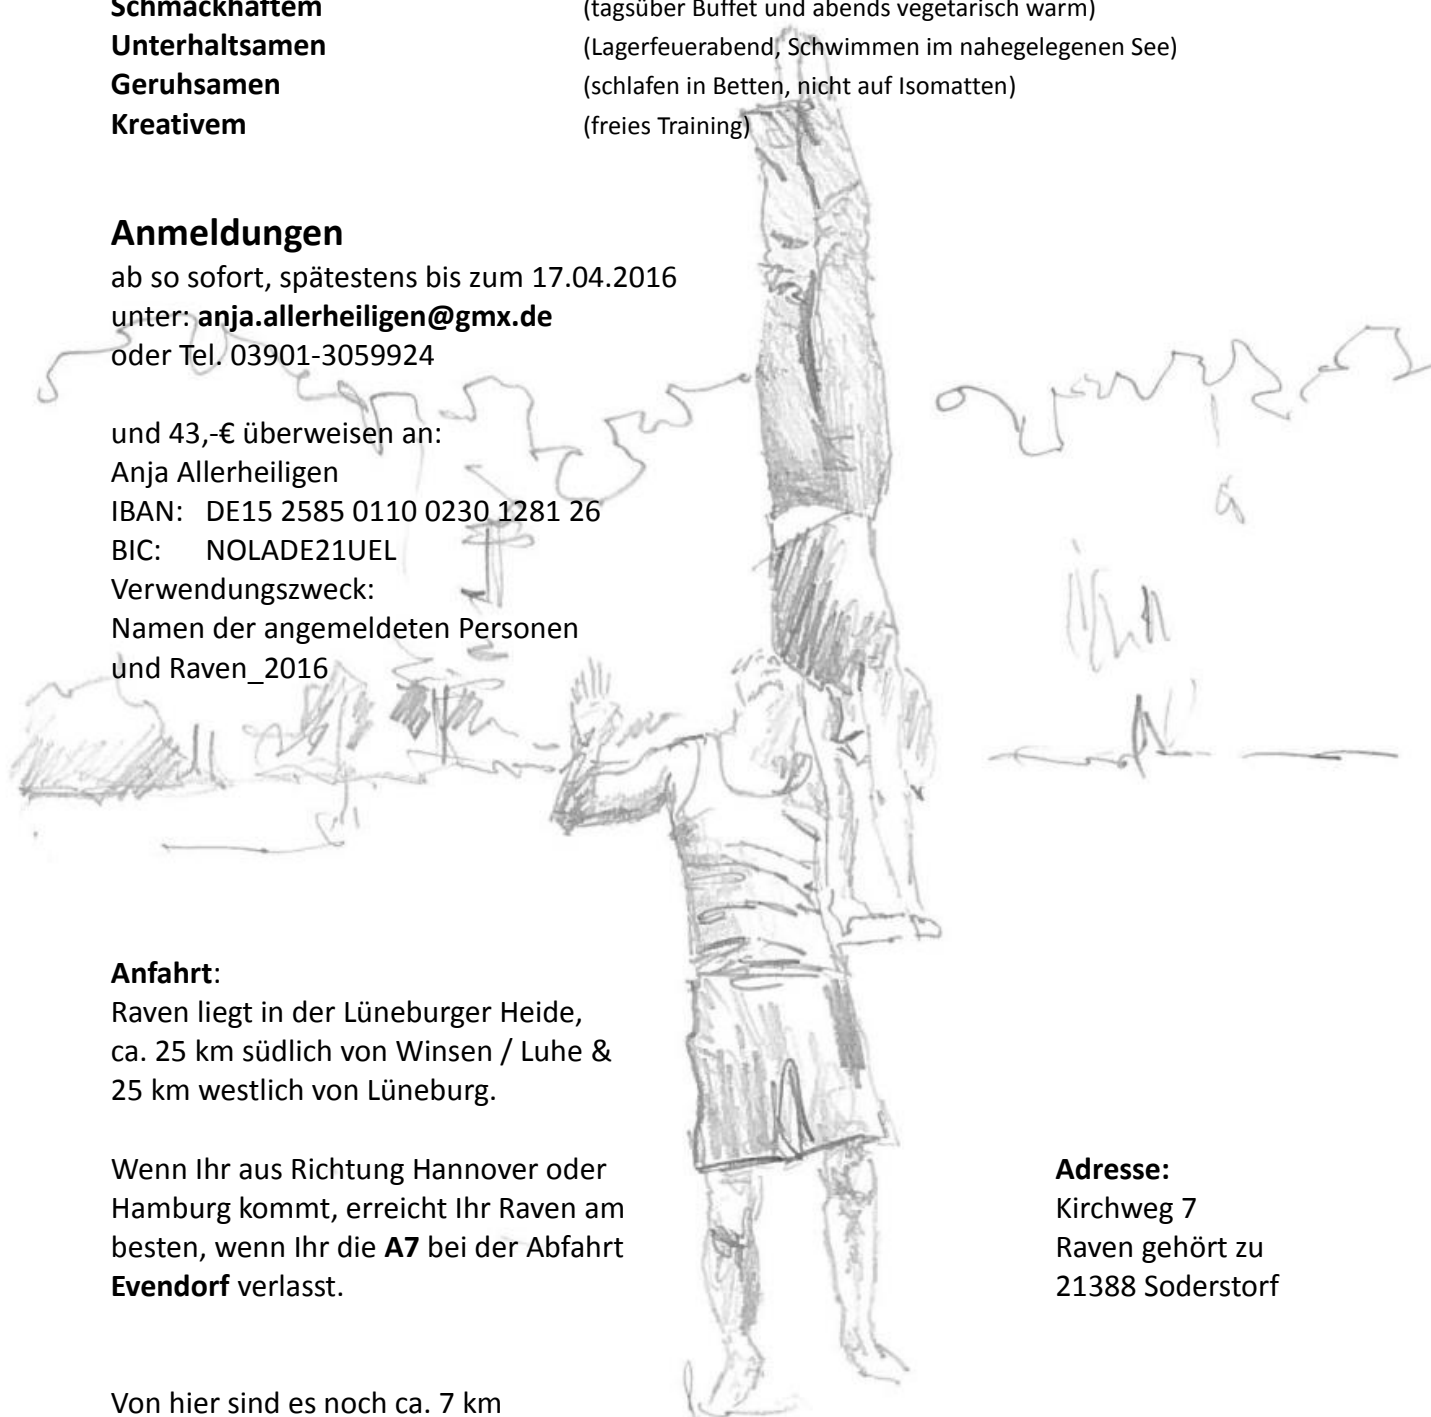 Schmackhaftem (tagsüber Buffet und abends vegetarisch warm)
Unterhaltsamen (Lagerfeuerabend, Schwimmen im nahegelegenen See)
Geruhsamen (schlafen in Betten, nicht auf Isomatten)
Kreativem (freies Training)
Anmeldungen
ab so sofort, spätestens bis zum 17.04.2016
unter: anja.allerheiligen@gmx.de
oder Tel. 03901-3059924
und 43,-€ überweisen an:
Anja Allerheiligen
IBAN: DE15 2585 0110 0230 1281 26
BIC: NOLADE21UEL
Verwendungszweck:
Namen der angemeldeten Personen
und Raven_2016
Anfahrt:
Raven liegt in der Lüneburger Heide,
ca. 25 km südlich von Winsen / Luhe &
25 km westlich von Lüneburg.
Wenn Ihr aus Richtung Hannover oder
Hamburg kommt, erreicht Ihr Raven am
besten, wenn Ihr die A7 bei der Abfahrt
Evendorf verlasst.
Von hier sind es noch ca. 7 km
Adresse:
Kirchweg 7
Raven gehört zu
21388 Soderstorf